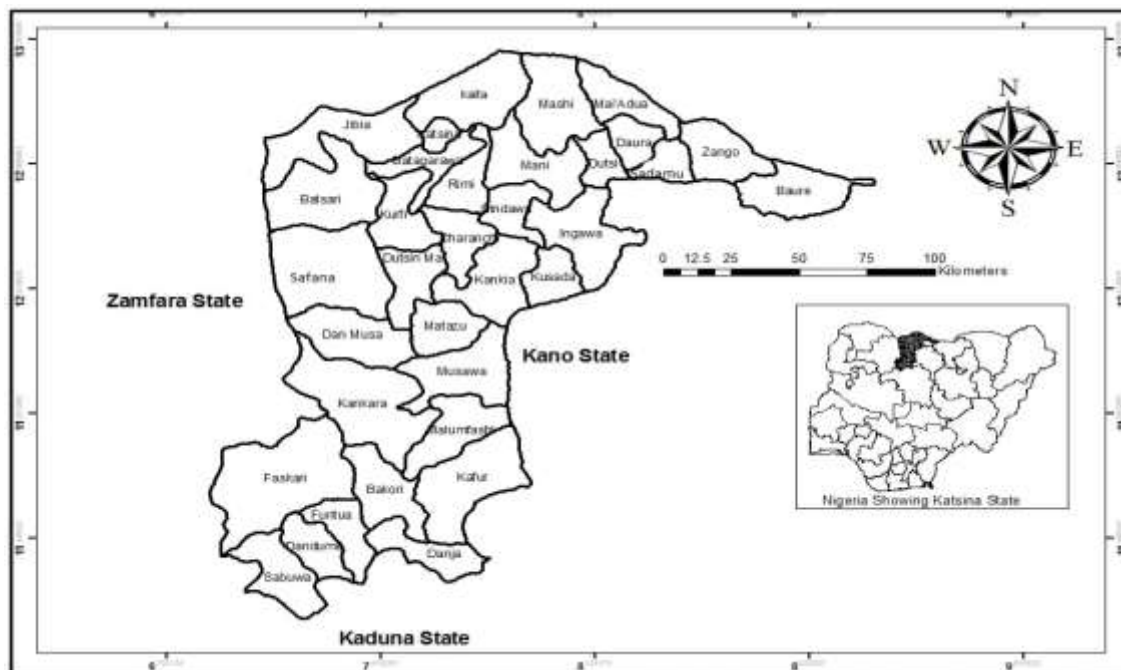 Kaita
Mashi
Mai'Adua
Jibia
Katsina
Daura
Zango
Batagarawa
Mani
Dutsi
Sadamu
Rimi
Baure
Batsari
Kurfi
Bindawa
Ingawa
Charanchi
Dutsin Ma
Kankia
Kusada
Safana
Matazu
Dan Musa
Musawa
Kankara
Malumfashi
Faskari
Bakori
Kafur
Funtua
Dandume
Danja
Sabuwa
Zamfara State
Kano State
Kaduna State
N
W E
S
0 12.5 25 50 75 100
Kilometers
Nigeria Showing Katsina State